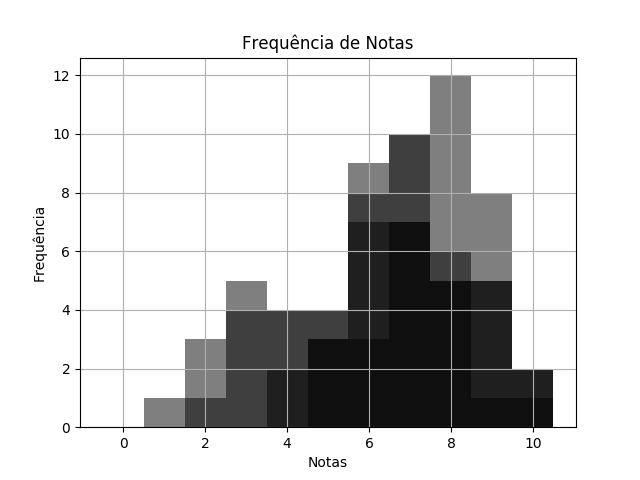 Frequência de Notas
12
10
8
6
4
2
0
Frequência
0 2 4 6 8 10
Notas